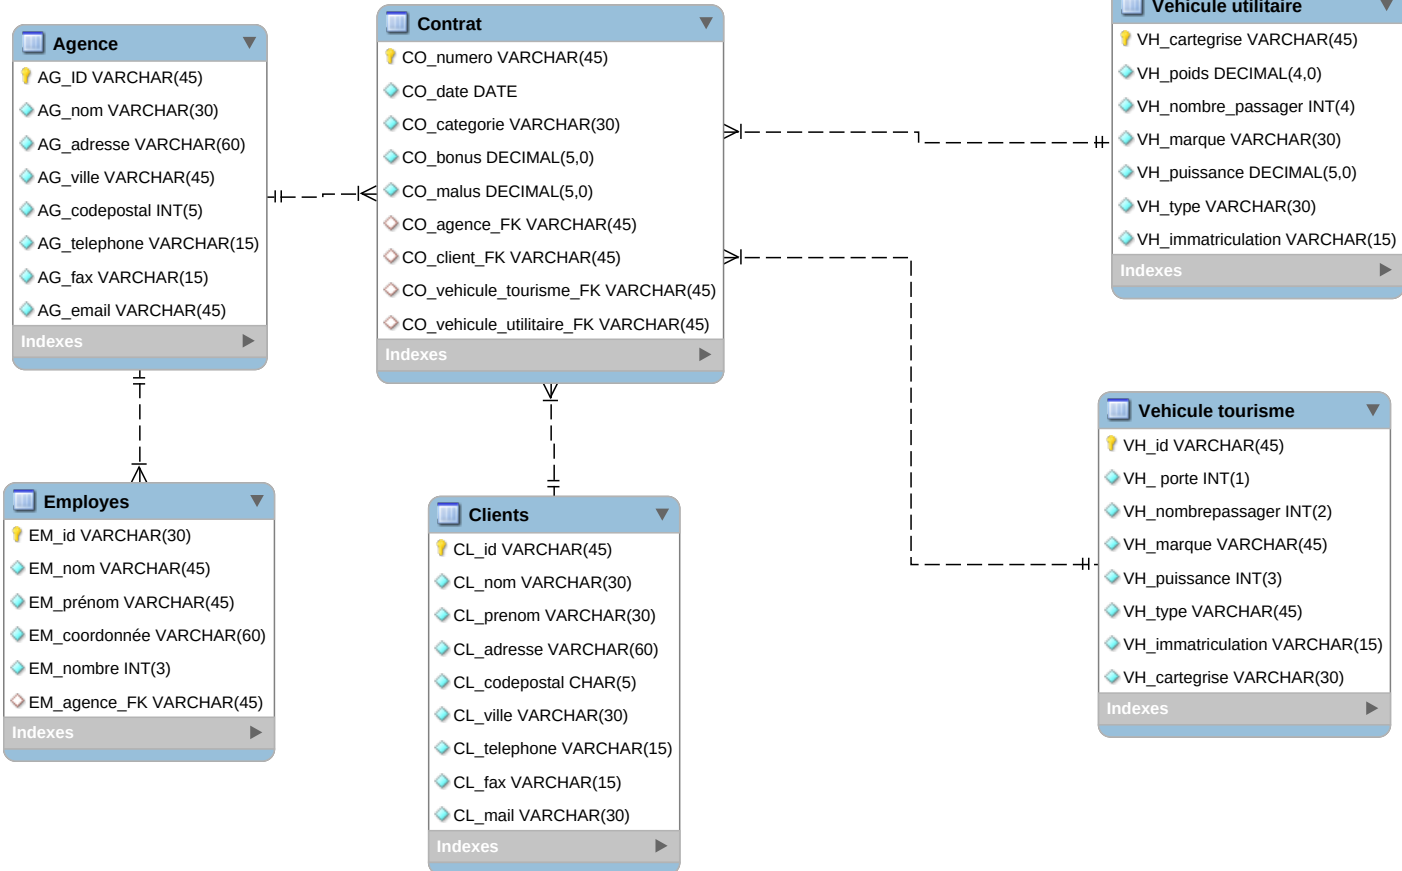 Agence
AG_ID VARCHAR(45)
AG_nom VARCHAR(30)
AG_adresse VARCHAR(60)
AG_ville VARCHAR(45)
AG_codepostal INT(5)
AG_telephone VARCHAR(15)
AG_fax VARCHAR(15)
AG_email VARCHAR(45)
Indexes
Contrat
CO_numero VARCHAR(45)
CO_date DATE
CO_categorie VARCHAR(30)
CO_bonus DECIMAL(5,0)
CO_malus DECIMAL(5,0)
CO_agence_FK VARCHAR(45)
CO_client_FK VARCHAR(45)
CO_vehicule_tourisme_FK VARCHAR(45)
CO_vehicule_utilitaire_FK VARCHAR(45)
Indexes
Vehicule utilitaire
VH_cartegrise VARCHAR(45)
VH_poids DECIMAL(4,0)
VH_nombre_passager INT(4)
VH_marque VARCHAR(30)
VH_puissance DECIMAL(5,0)
VH_type VARCHAR(30)
VH_immatriculation VARCHAR(15)
Indexes
Employes
EM_id VARCHAR(30)
EM_nom VARCHAR(45)
EM_prénom VARCHAR(45)
EM_coordonnée VARCHAR(60)
EM_nombre INT(3)
EM_agence_FK VARCHAR(45)
Indexes
Clients
CL_id VARCHAR(45)
CL_nom VARCHAR(30)
CL_prenom VARCHAR(30)
CL_adresse VARCHAR(60)
CL_codepostal CHAR(5)
CL_ville VARCHAR(30)
CL_telephone VARCHAR(15)
CL_fax VARCHAR(15)
CL_mail VARCHAR(30)
Indexes
Vehicule tourisme
VH_id VARCHAR(45)
VH_ porte INT(1)
VH_nombrepassager INT(2)
VH_marque VARCHAR(45)
VH_puissance INT(3)
VH_type VARCHAR(45)
VH_immatriculation VARCHAR(15)
VH_cartegrise VARCHAR(30)
Indexes